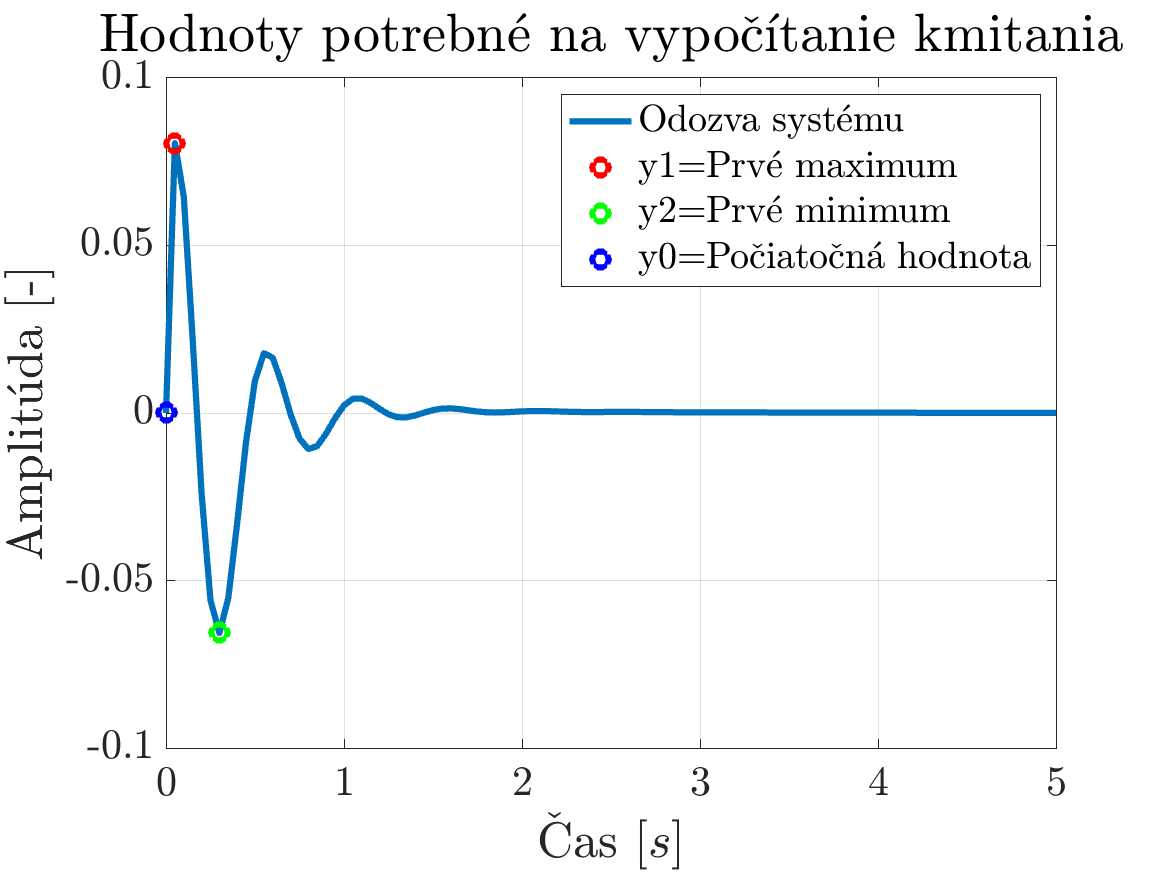 Hodnoty potrebné na vypočítanie kmitania
0.1
0.05
0
-0.05
-0.1
Amplitúda [-]
Odozva systému
y1=Prvé maximum
y2=Prvé minimum
y0=Počiatočná hodnota
0 1 2 3 4 5
Čas [s]